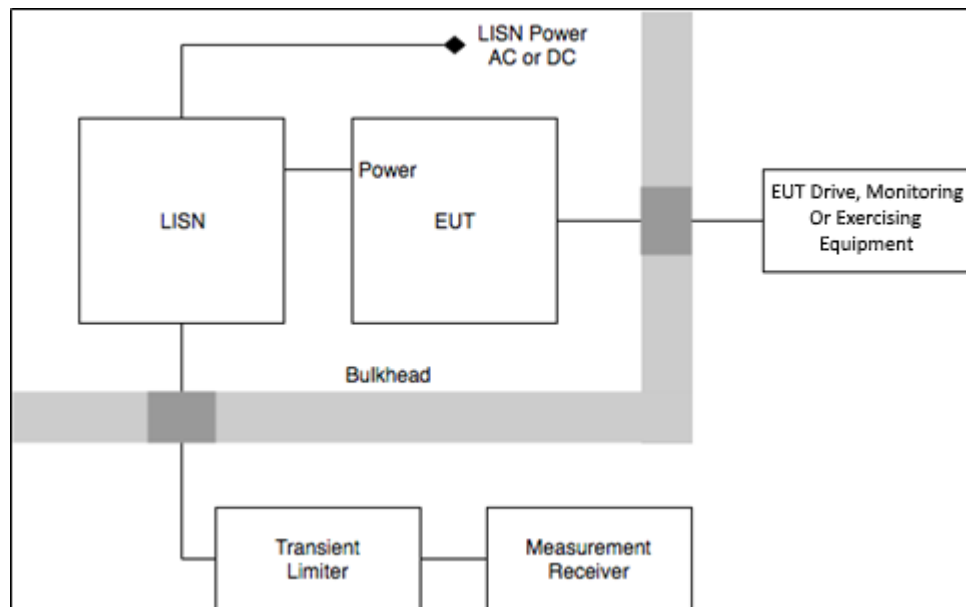 LISN Power
AC or DC
LISN
Power
EUT
EUT Drive, Monitoring
Or Exercising
Equipment
Bulkhead
Transient
Limiter
Measurement
Receiver